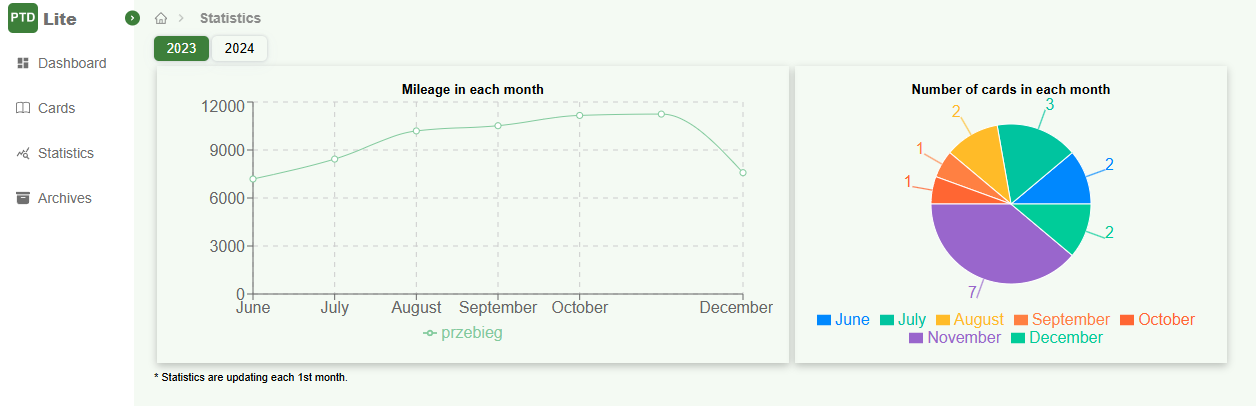 PTD Lite
Dashboard
Cards
Statistics
Archives
Statistics
2023 2024
Mileage in each month
12000
9000
6000
3000
0
June July August September October December
przebieg
Number of cards in each month
3
2
2
1
1
2
7
June July August September October
November December
* Statistics are updating each 1st month.